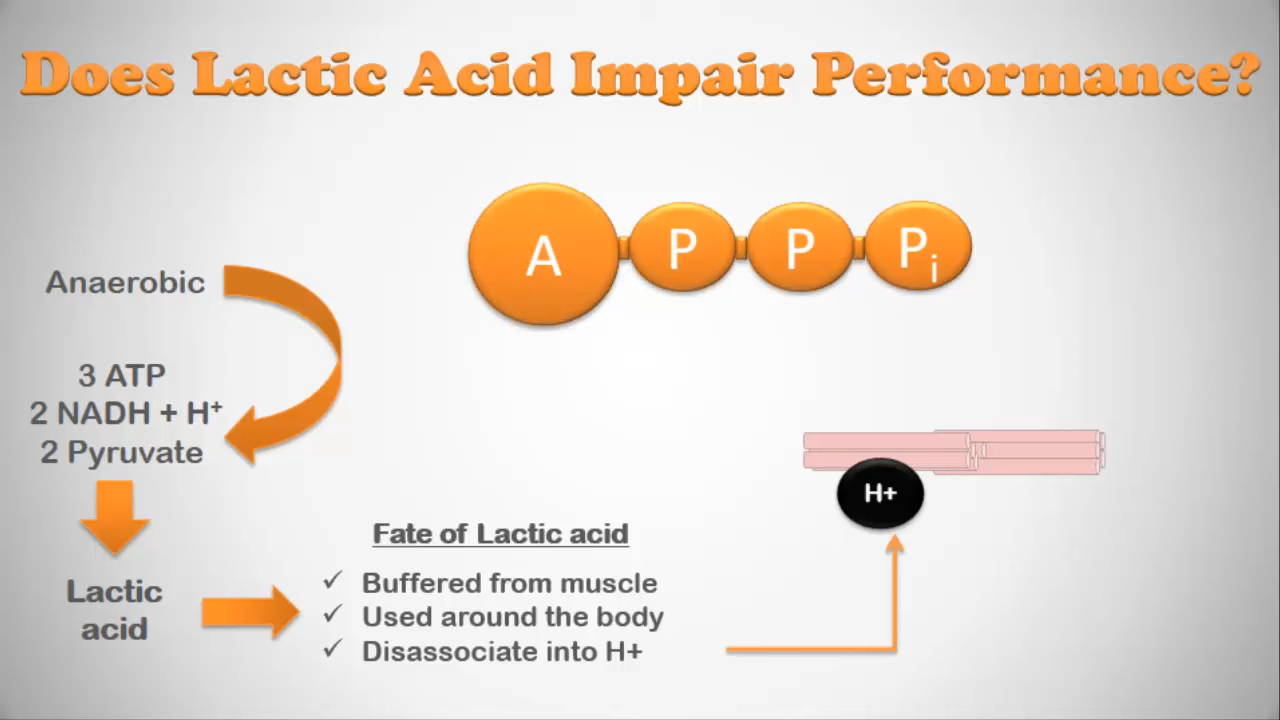 Does Lactic Acid Impair Performance?
A P P Pi
Anaerobic
3 ATP
2 NADH + H⁺
2 Pyruvate
H+
Fate of Lactic acid
Lactic
acid
✓ Buffered from muscle
✓ Used around the body
✓ Disassociate into H+